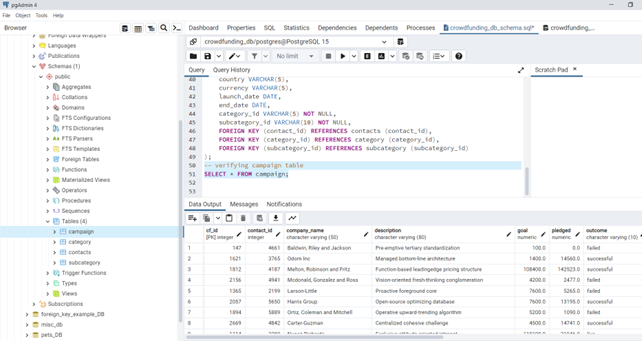 pgAdmin 4
File Object Tools Help
Browser
Dashboard Properties SQL Statistics Dependencies Dependents Processes crowdfunding_db_schema.sql* crowdfunding_...
Foreign Data Wrappers
Languages
Publications
Schemas (1)
public
Aggregates
Collations
Domains
FTS Configurations
FTS Dictionaries
FTS Parsers
FTS Templates
Foreign Tables
Functions
Materialized Views
Operators
Procedures
Sequences
Tables (4)
campaign
category
contacts
subcategory
Trigger Functions
Types
Views
Subscriptions
foreign_key_example_DB
misc_db
pets_DB
crowdfunding_db/postgres@PostgreSQL 15
No limit
Query Query History
Scratch Pad
40 country VARCHAR(5),
41 currency VARCHAR(5),
42 launch_date DATE,
43 end_date DATE,
44 category_id VARCHAR(5) NOT NULL,
45 subcategory_id VARCHAR(10) NOT NULL,
46 FOREIGN KEY (contact_id) REFERENCES contacts (contact_id),
47 FOREIGN KEY (category_id) REFERENCES category (category_id),
48 FOREIGN KEY (subcategory_id) REFERENCES subcategory (subcategory_id)
49 );
50 -- verifying campaign table
51 SELECT * FROM campaign;
52
53
Data Output Messages Notifications
cf_id contact_id company_name description goal pledged outcome
[PK] integer integer character varying (50) character varying (80) numeric numeric character varying (10)
1 147 4661 Baldwin, Riley and Jackson Pre-emptive tertiary standardization 100.0 0.0 failed
2 1621 3765 Odom Inc Managed bottom-line architecture 1400.0 14560.0 successful
3 1812 4187 Melton, Robinson and Fritz Function-based leadingedge pricing structure 108400.0 142523.0 successful
4 2156 4941 Mcdonald, Gonzalez and Ross Vision-oriented fresh-thinking conglomeration 4200.0 2477.0 failed
5 1365 2199 Larson-Little Proactive foreground core 7600.0 5265.0 failed
6 2057 5650 Harris Group Open-source optimizing database 7600.0 13195.0 successful
7 1894 5889 Ortiz, Coleman and Mitchell Operative upward-trending algorithm 5200.0 1090.0 failed
8 2669 4842 Carter-Guzman Centralized cohesive challenge 4500.0 14741.0 successful